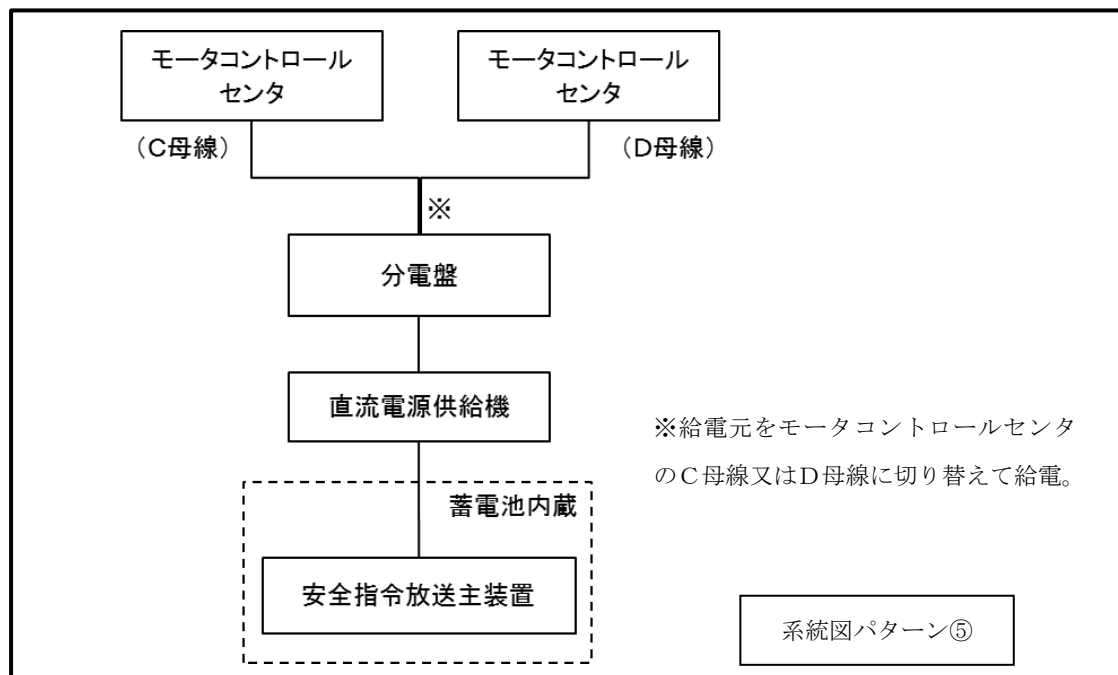 モータコントロール
センタ
モータコントロール
センタ
（C母線）
（D母線）
※
分電盤
直流電源供給機
※給電元をモータコントロールセンタ
のＣ母線又はＤ母線に切り替えて給電。
蓄電池内蔵
安全指令放送主装置
系統図パターン⑤